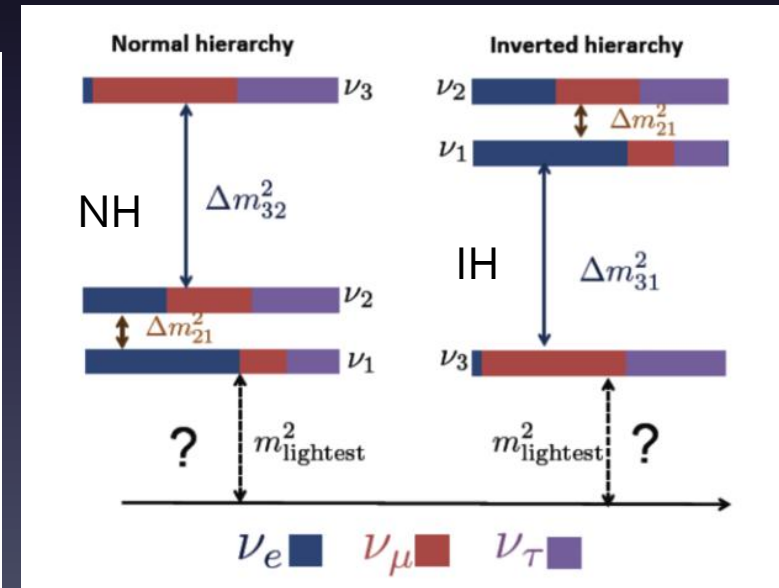 Normal hierarchy
ν3
Δm²32
NH
ν2
Δm²21
ν1
?
m²lightest
Inverted hierarchy
ν2
Δm²21
ν1
IH
Δm²31
ν3
m²lightest
?
νe νμ ντ